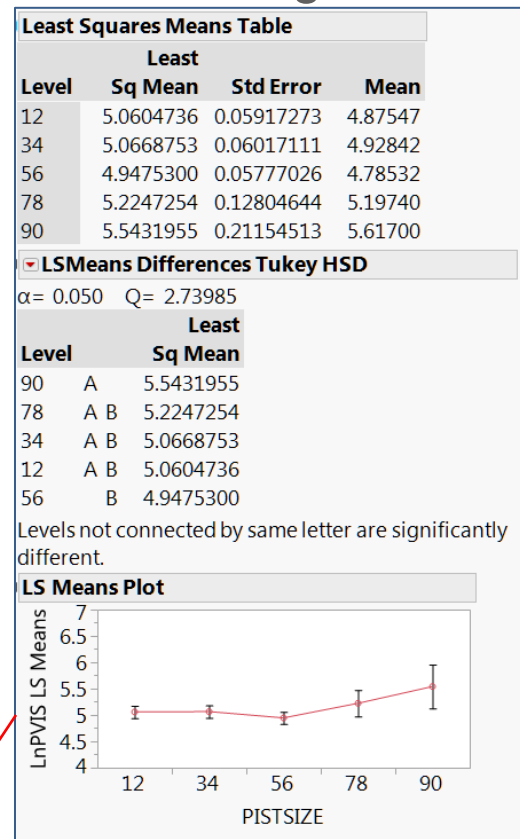 Least Squares Means Table
Least
Level Sq Mean Std Error Mean
12 5.0604736 0.05917273 4.87547
34 5.0668753 0.06017111 4.92842
56 4.9475300 0.05777026 4.78532
78 5.2247254 0.12804644 5.19740
90 5.5431955 0.21154513 5.61700
LSMeans Differences Tukey HSD
α= 0.050 Q= 2.73985
Least
Level Sq Mean
90 A 5.5431955
78 A B 5.2247254
34 A B 5.0668753
12 A B 5.0604736
56 B 4.9475300
Levels not connected by same letter are significantly
different.
LS Means Plot
LnPVIS LS Means
7
6.5
6
5.5
5
4.5
4
12 34 56 78 90
PISTSIZE